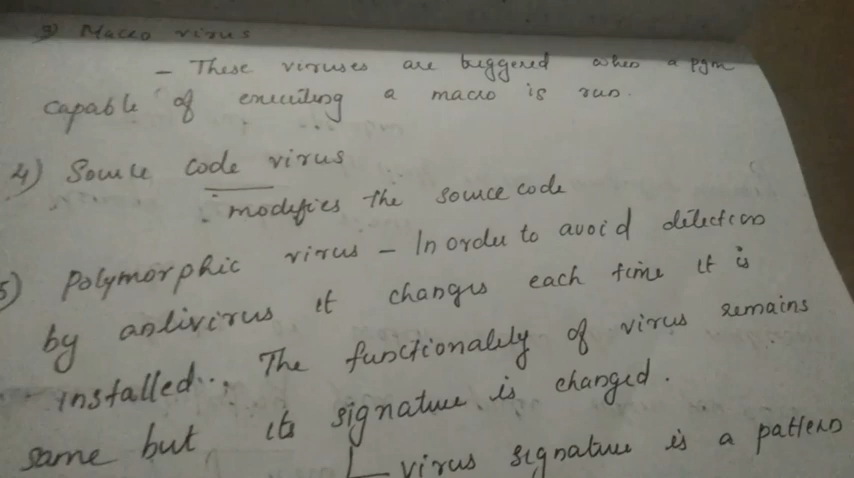 3) Macro virus
- These viruses are triggered when a pgm
capable of executing a macro is run.
4) Source code virus
- modifies the source code
5) Polymorphic virus - In order to avoid detection
by antivirus it changes each time it is
installed. The functionality of virus remains
same but its signature is changed.
virus signature is a pattern